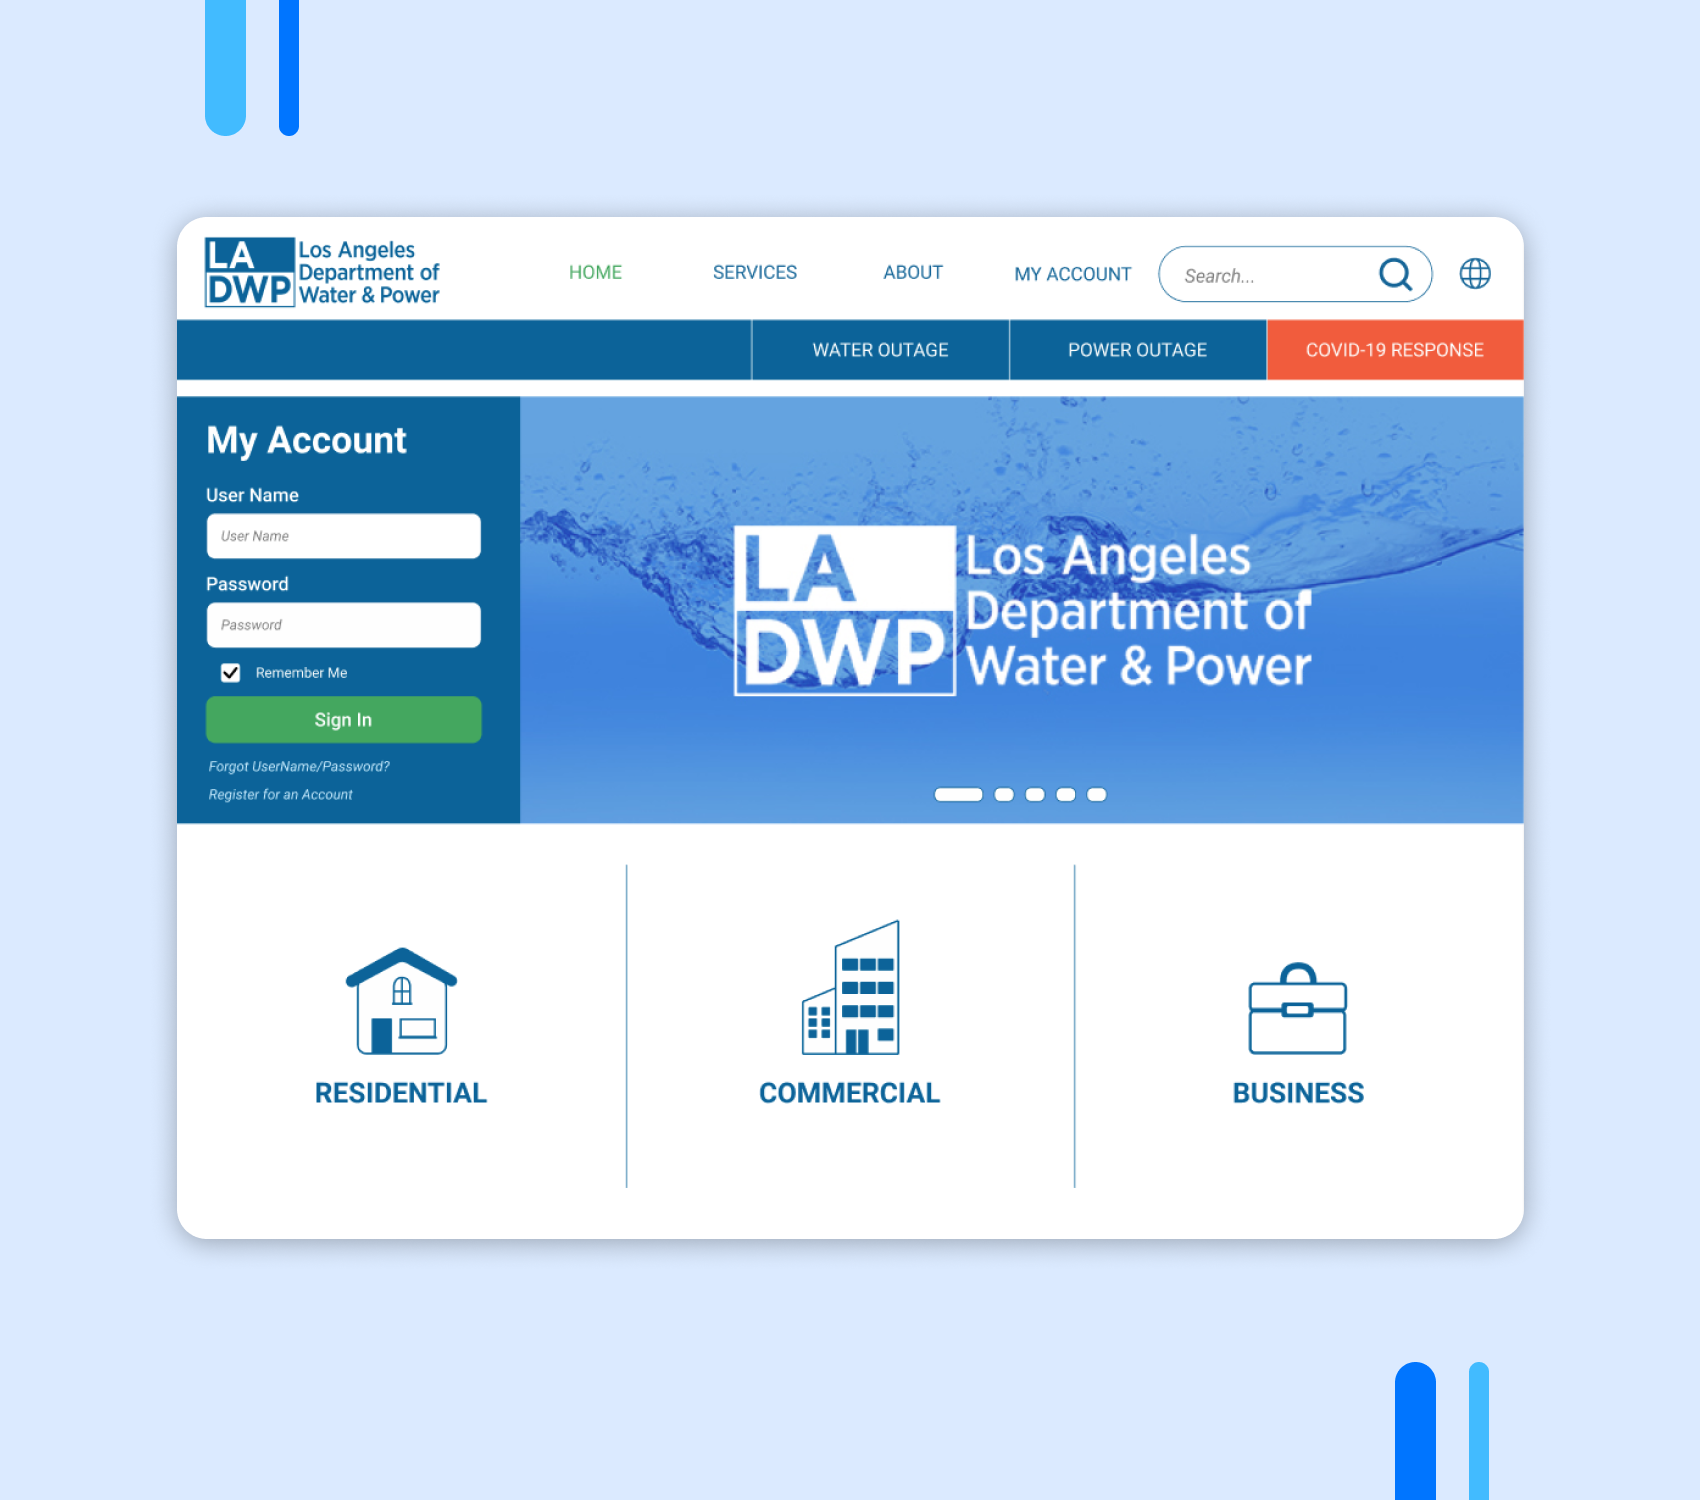 LA
DWP
Los Angeles
Department of
Water & Power
HOME
SERVICES
ABOUT
MY ACCOUNT
Search...
WATER OUTAGE
POWER OUTAGE
COVID-19 RESPONSE
My Account
User Name
User Name
Password
Password
Remember Me
Sign In
Forgot UserName/Password?
Register for an Account
LA
DWP
Los Angeles
Department of
Water & Power
RESIDENTIAL
COMMERCIAL
BUSINESS